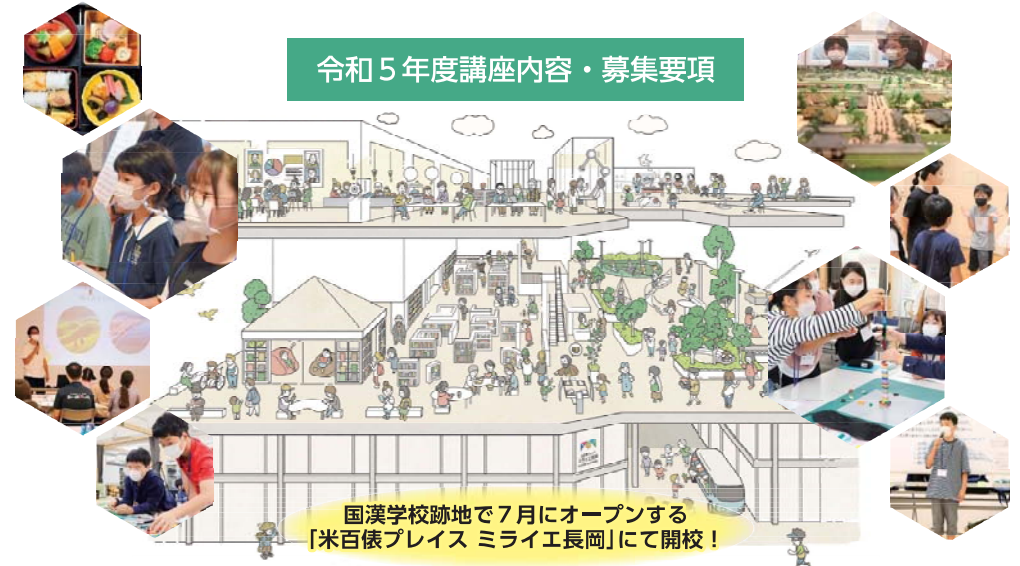 令和５年度講座内容・募集要項
国漢学校跡地で７月にオープンする
「米百俵プレイス ミライエ長岡」にて開校！